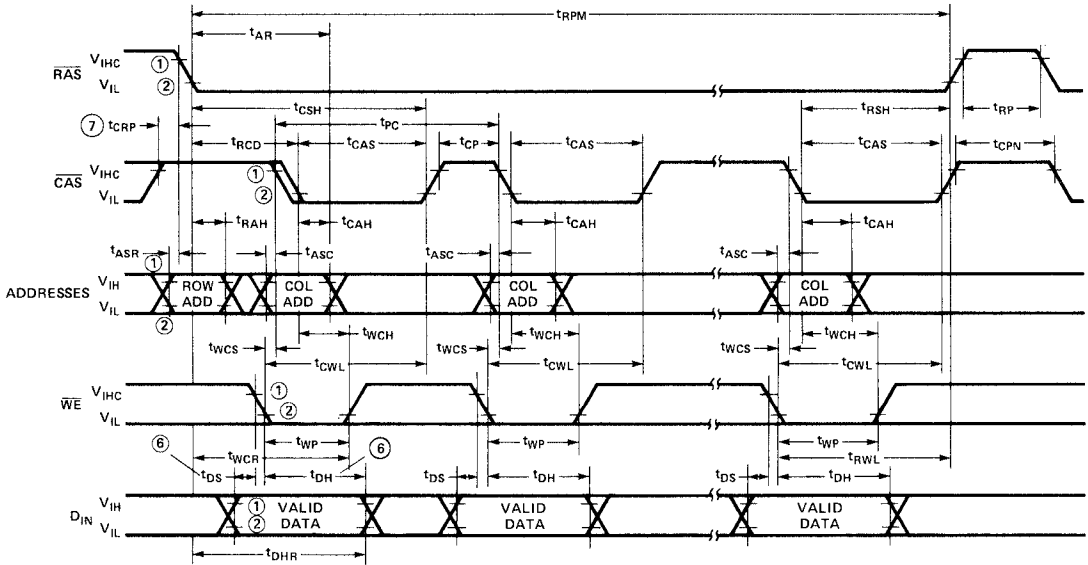 tRPM
tAR
RAS VIHC ①
VIL ②
tCSH tRSH tRP
tPC
⑦ tCRP tRCD tCAS tCP tCAS tCAS tCPN
CAS VIHC ①
VIL ②
tRAH tCAH tCAH tCAH
tASR tASC tASC tASC
ADDRESSES VIH ① ROW ADD COL ADD COL ADD COL ADD
VIL ②
tWCH tWCH tWCH
tWCS tWCS tWCS
tCWL tCWL tCWL
WE VIHC ①
VIL ②
tWP tWP tWP
tWCR tRWL
⑥ ⑥
tDS tDH tDS tDH tDS tDH
DIN VIH ① VALID DATA VALID DATA VALID DATA
VIL ②
tDHR